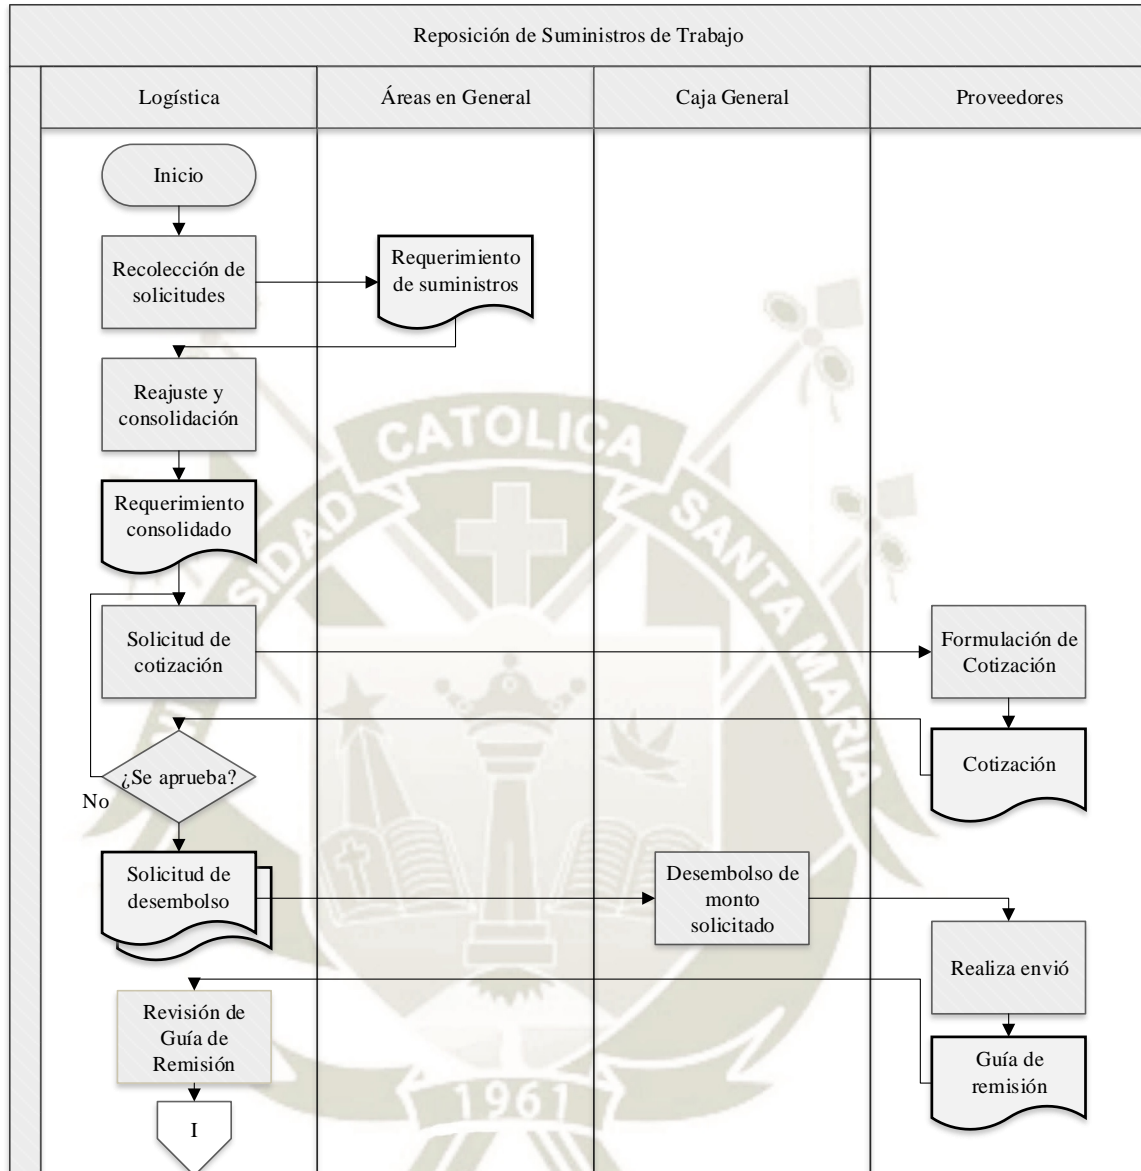 Reposición de Suministros de Trabajo
Logística
Áreas en General
Caja General
Proveedores
Inicio
Recolección de
solicitudes
Requerimiento
de suministros
Reajuste y
consolidación
Requerimiento
consolidado
Solicitud de
cotización
Formulación de
Cotización
Cotización
¿Se aprueba?
No
Solicitud de
desembolso
Desembolso de
monto
solicitado
Realiza envió
Revisión de
Guía de
Remisión
Guía de
remisión
I
SIDAD
CATOLICA
SANTA MARIA
1961